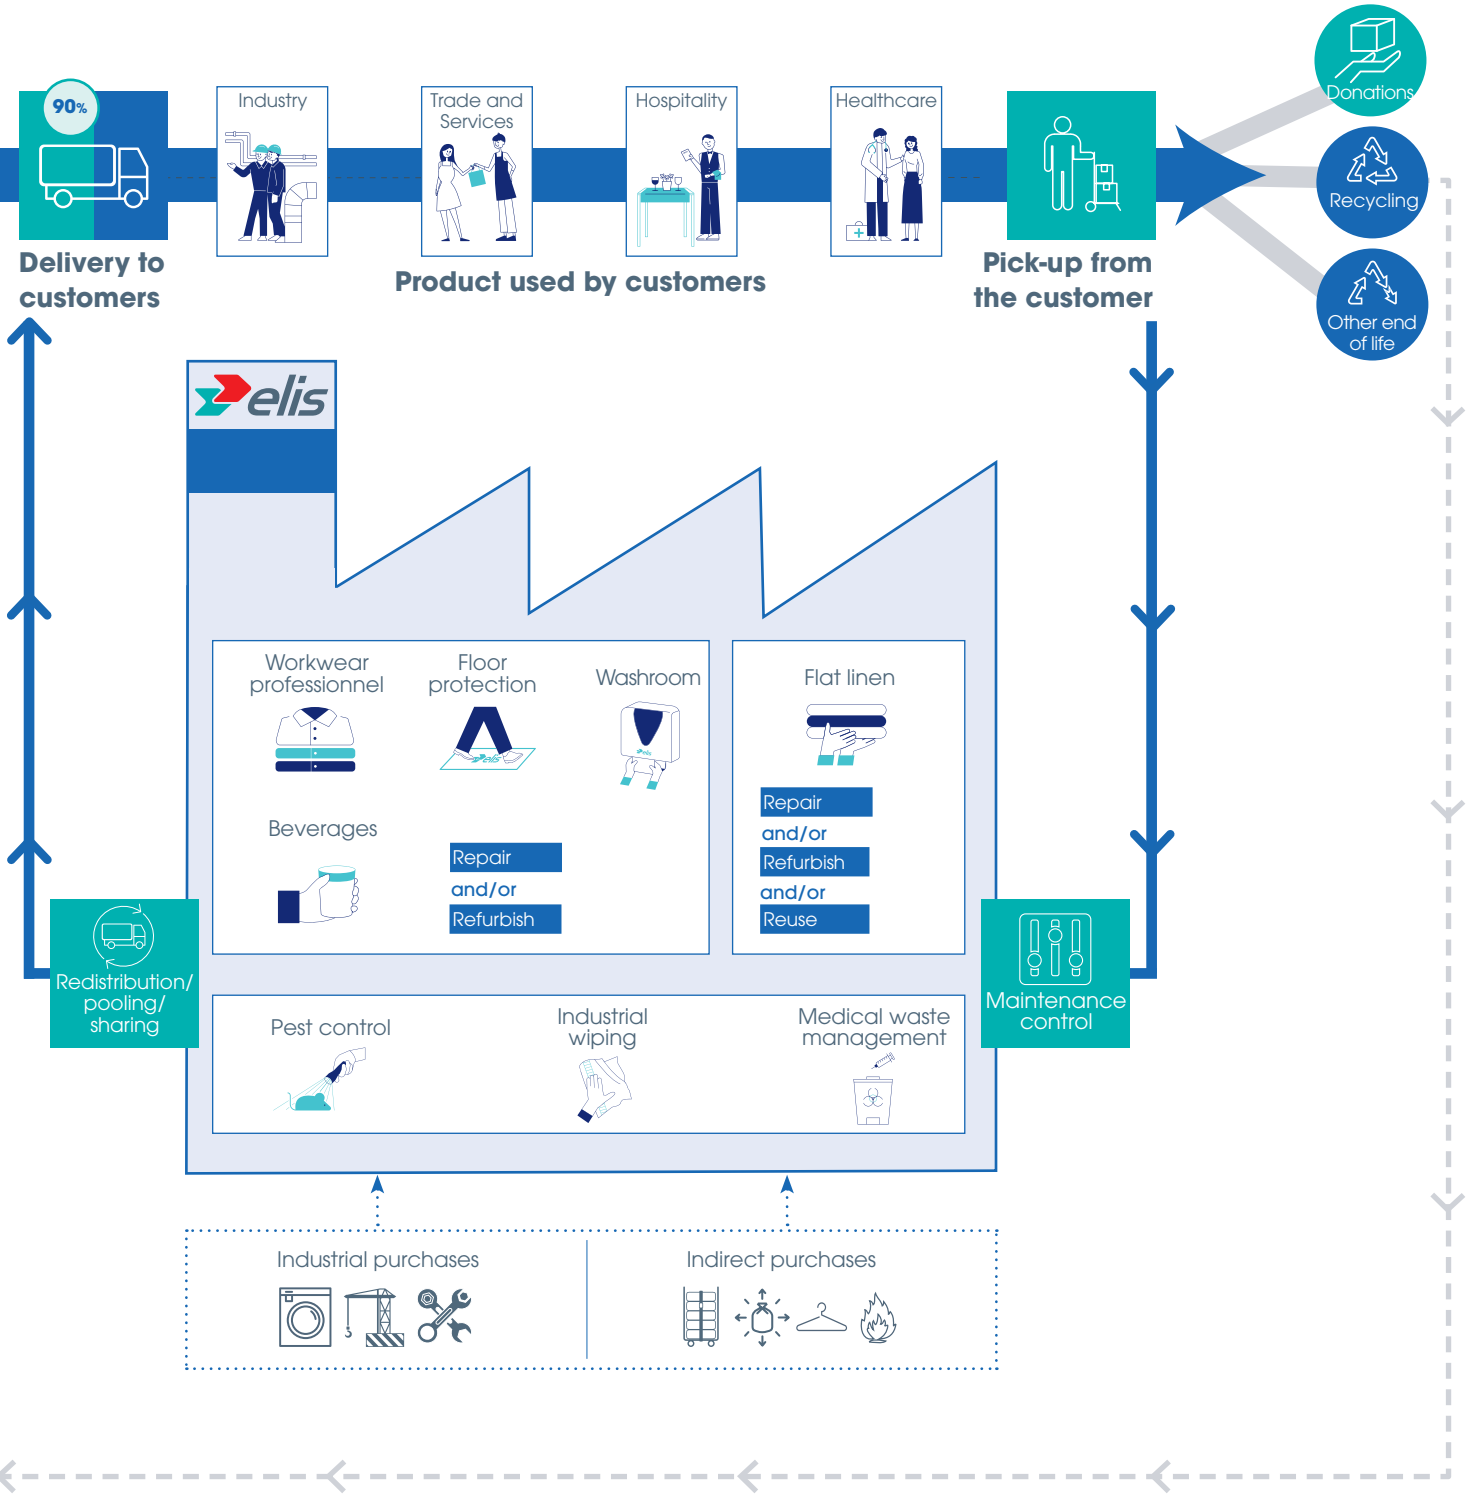 90%
Industry
Trade and
Services
Hospitality
Healthcare
Donations
Recycling
Other end
of life
Delivery to
customers
Product used by customers
Pick-up from
the customer
elis
Workwear
professionnel
Floor
protection
Washroom
Flat linen
elis
elis
Beverages
Repair
and/or
Refurbish
Repair
and/or
Refurbish
and/or
Reuse
Redistribution/
pooling/
sharing
Maintenance
control
Pest control
Industrial
wiping
Medical waste
management
Industrial purchases
Indirect purchases